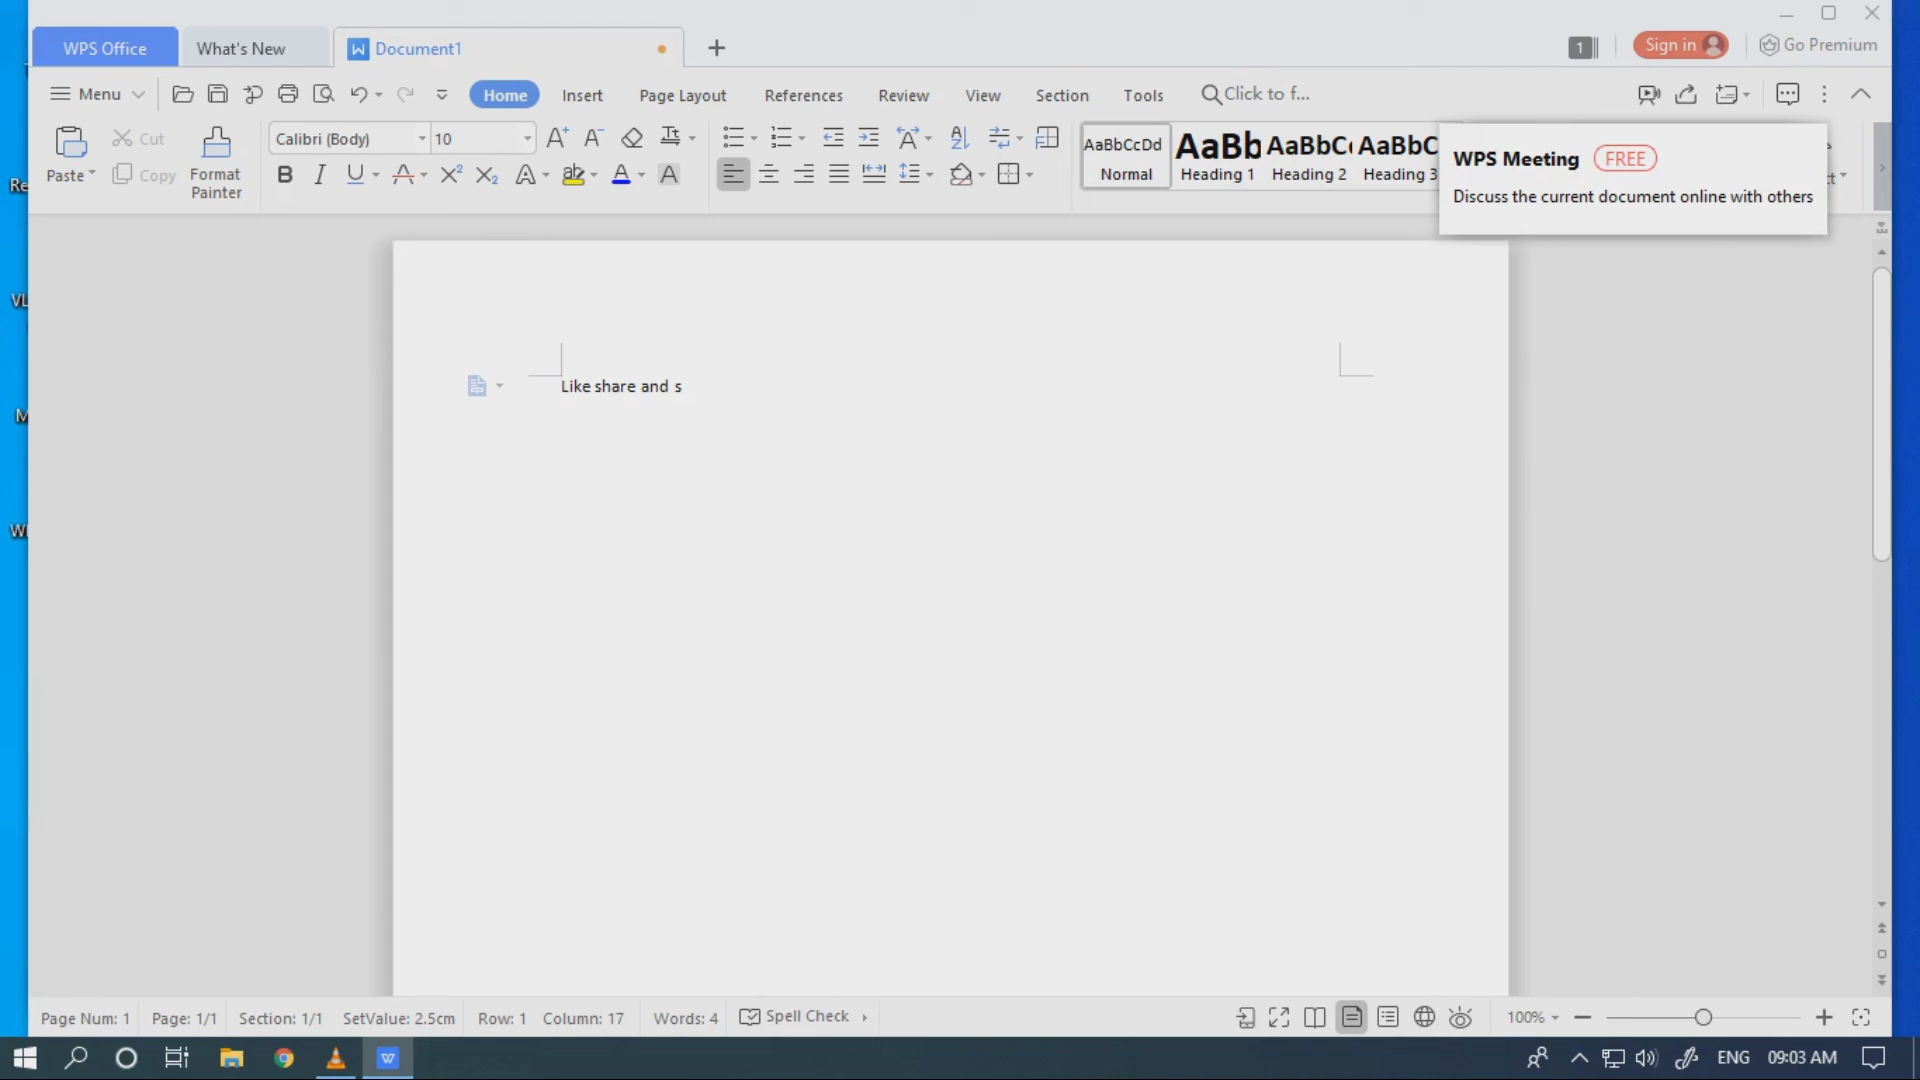 WPS Office What's New Document1 1 Sign in Go Premium
Menu Home Insert Page Layout References Review View Section Tools Click to f...
Paste Cut Copy Format Painter
Calibri (Body) 10
AaBbCcDd Normal
AaBb Heading 1
AaBbC Heading 2
AaBbC Heading 3
WPS Meeting FREE
Discuss the current document online with others
Like share and s
Page Num: 1 Page: 1/1 Section: 1/1 SetValue: 2.5cm Row: 1 Column: 17 Words: 4 Spell Check 100%
ENG 09:03 AM